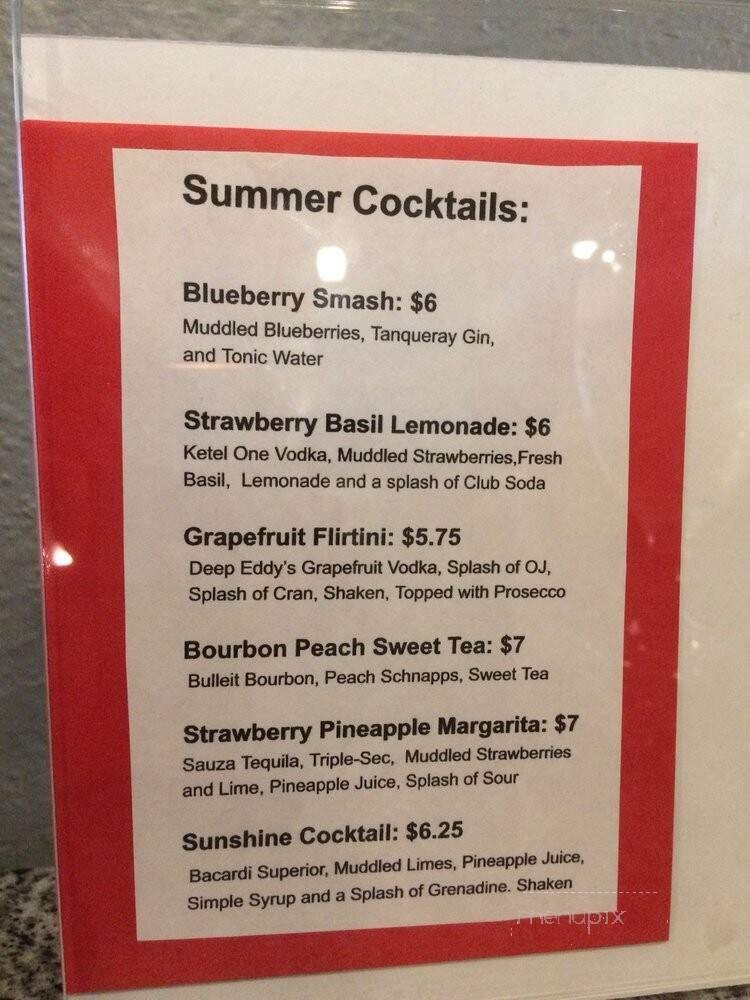 Summer Cocktails:
Blueberry Smash: $6
Muddled Blueberries, Tanqueray Gin,
and Tonic Water
Strawberry Basil Lemonade: $6
Ketel One Vodka, Muddled Strawberries,Fresh
Basil, Lemonade and a splash of Club Soda
Grapefruit Flirtini: $5.75
Deep Eddy's Grapefruit Vodka, Splash of OJ,
Splash of Cran, Shaken, Topped with Prosecco
Bourbon Peach Sweet Tea: $7
Bulleit Bourbon, Peach Schnapps, Sweet Tea
Strawberry Pineapple Margarita: $7
Sauza Tequila, Triple-Sec, Muddled Strawberries
and Lime, Pineapple Juice, Splash of Sour
Sunshine Cocktail: $6.25
Bacardi Superior, Muddled Limes, Pineapple Juice,
Simple Syrup and a Splash of Grenadine. Shaken
menupix